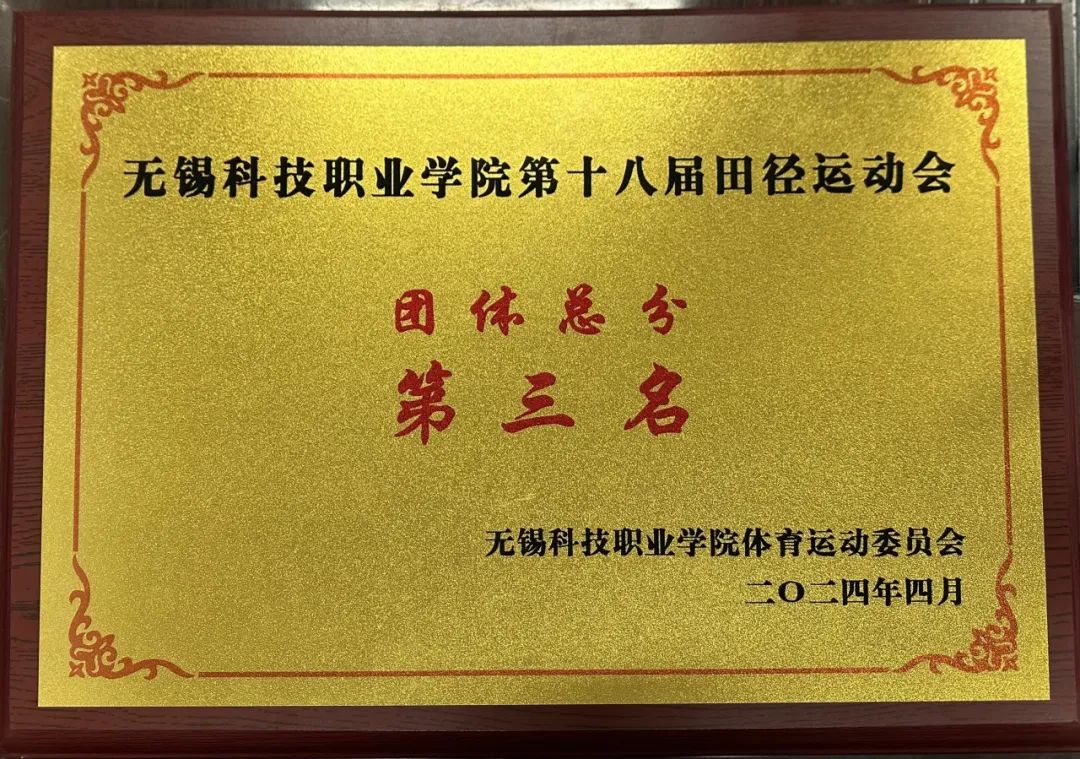 无锡科技职业学院第十八届田径运动会
团体总分
第三名
无锡科技职业学院体育运动委员会
二〇二四年四月